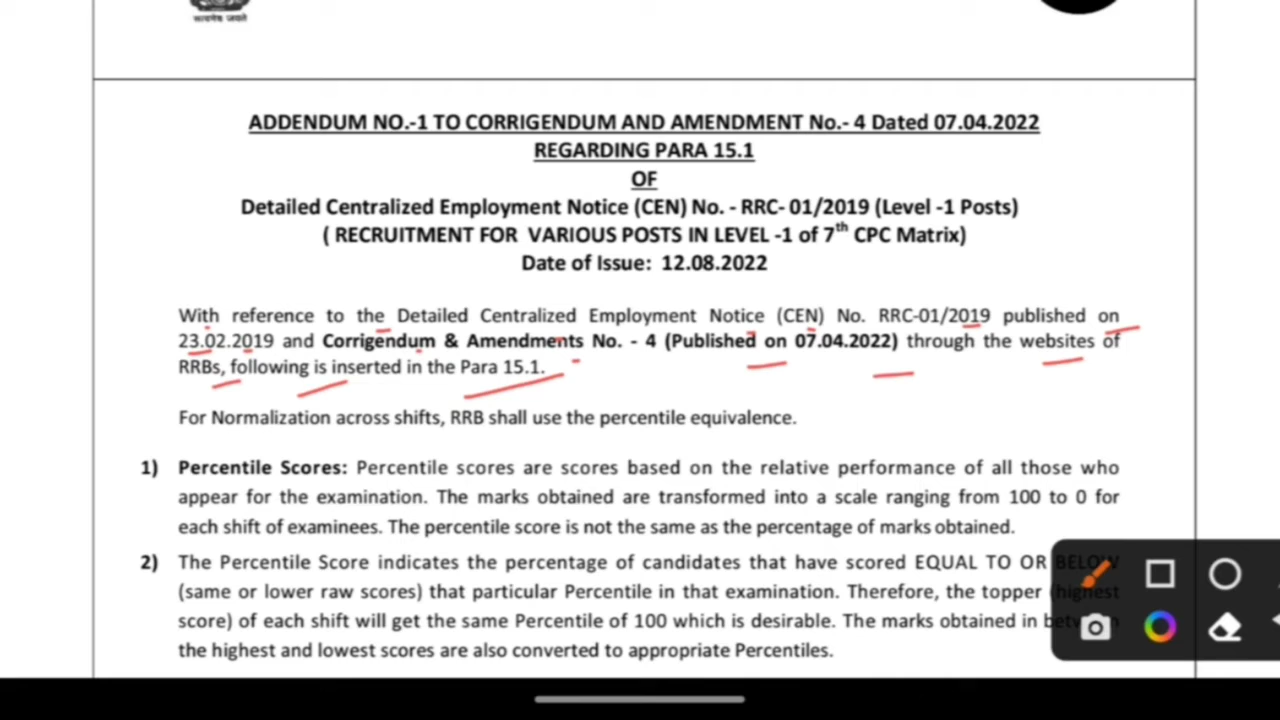 सत्यमेव जयते
ADDENDUM NO.-1 TO CORRIGENDUM AND AMENDMENT No.- 4 Dated 07.04.2022
REGARDING PARA 15.1
OF
Detailed Centralized Employment Notice (CEN) No. - RRC- 01/2019 (Level -1 Posts)
( RECRUITMENT FOR VARIOUS POSTS IN LEVEL -1 of 7th CPC Matrix)
Date of Issue: 12.08.2022
With reference to the Detailed Centralized Employment Notice (CEN) No. RRC-01/2019 published on
23.02.2019 and Corrigendum & Amendments No. - 4 (Published on 07.04.2022) through the websites of
RRBs, following is inserted in the Para 15.1.
For Normalization across shifts, RRB shall use the percentile equivalence.
1) Percentile Scores: Percentile scores are scores based on the relative performance of all those who
appear for the examination. The marks obtained are transformed into a scale ranging from 100 to 0 for
each shift of examinees. The percentile score is not the same as the percentage of marks obtained.
2) The Percentile Score indicates the percentage of candidates that have scored EQUAL TO OR BELOW
(same or lower raw scores) that particular Percentile in that examination. Therefore, the topper (highest
score) of each shift will get the same Percentile of 100 which is desirable. The marks obtained in between
the highest and lowest scores are also converted to appropriate Percentiles.